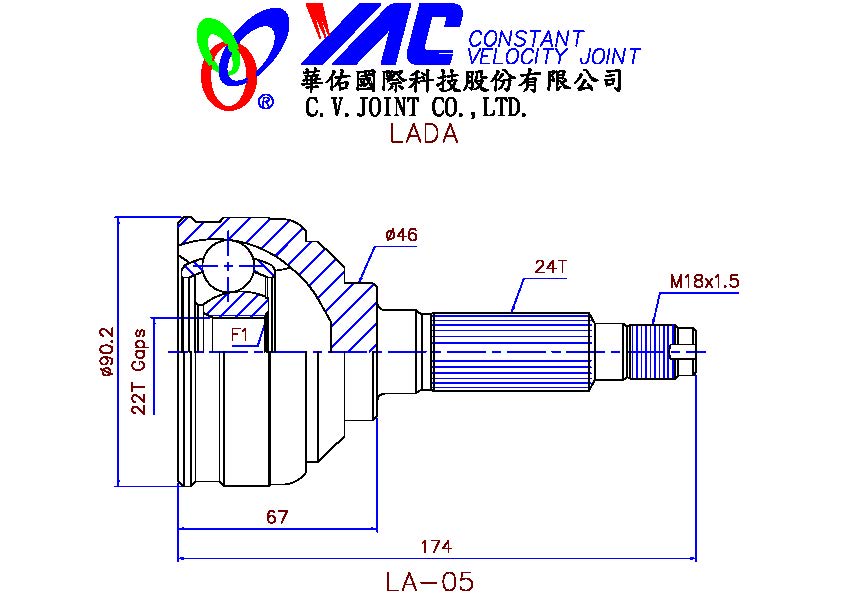 YAC CONSTANT
VELOCITY JOINT
®
華佑國際科技股份有限公司
C.V.JOINT CO.,LTD.
LADA
ø46
24T
M18x1.5
ø90.2
22T Gaps
F1
67
174
LA-05